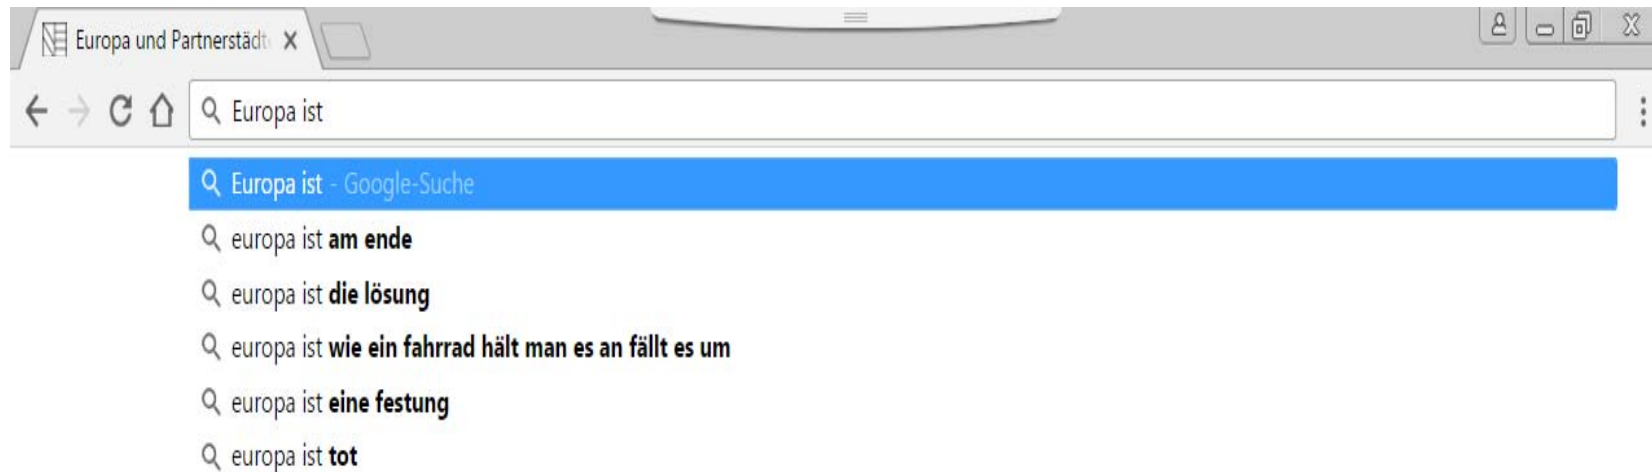 Europa und Partnerstädt
Europa ist
Europa ist - Google-Suche
europa ist am ende
europa ist die lösung
europa ist wie ein fahrrad hält man es an fällt es um
europa ist eine festung
europa ist tot